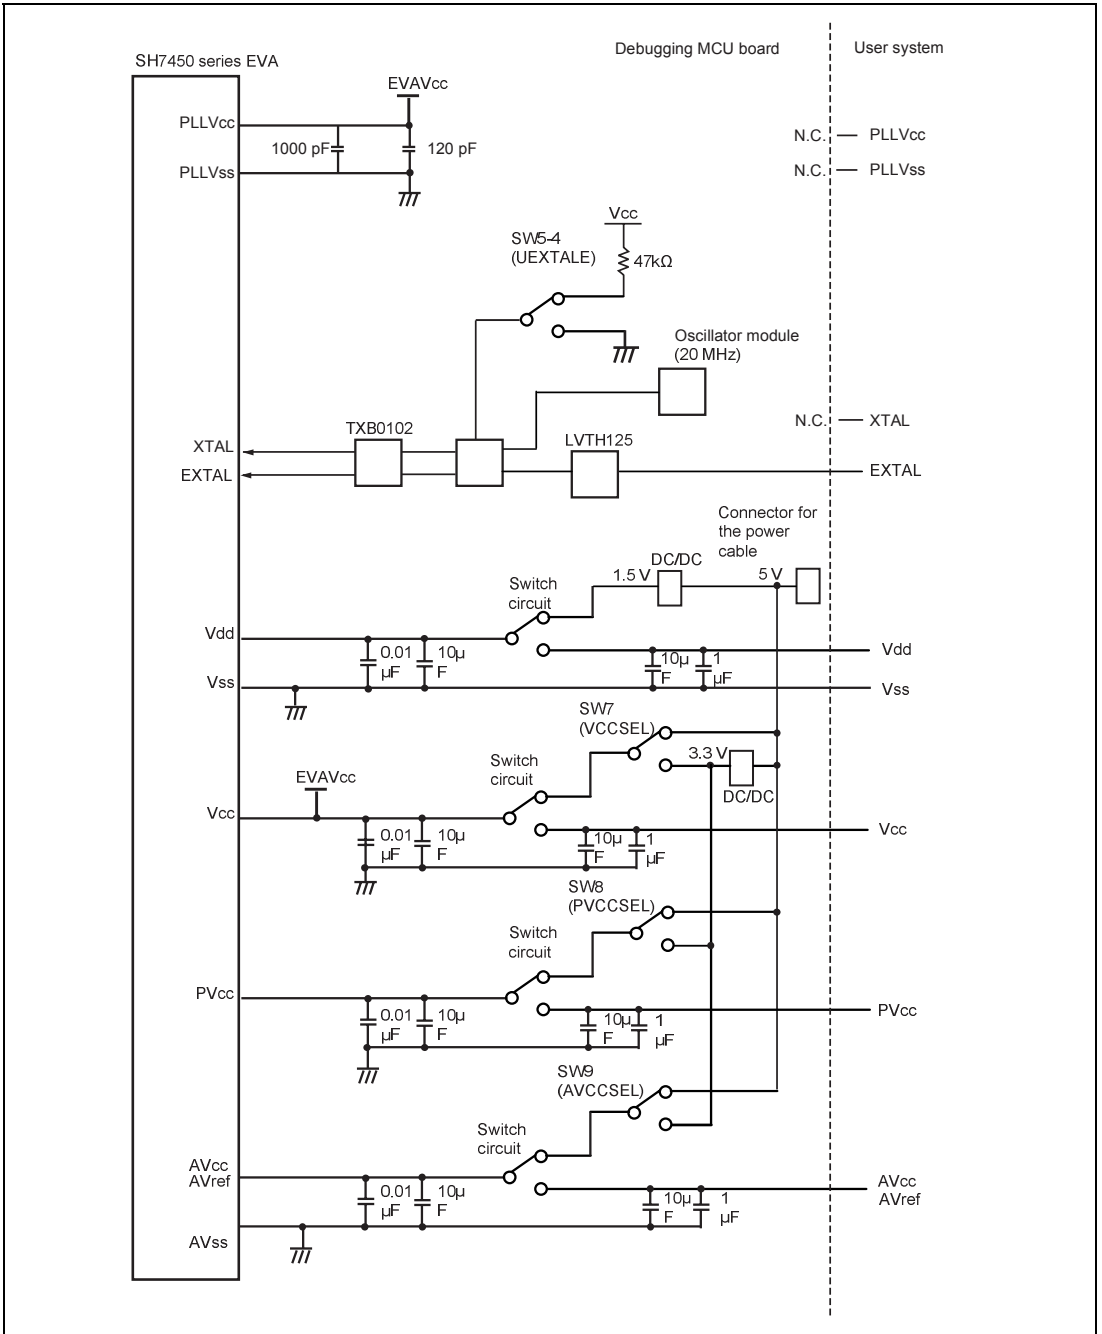 Debugging MCU board
User system
SH7450 series EVA
EVAVcc
PLLVcc
1000 pF
120 pF
PLLVss
N.C.
PLLVcc
N.C.
PLLVss
Vcc
SW5-4
(UEXTALE)
47kΩ
Oscillator module
(20 MHz)
N.C.
XTAL
TXB0102
LVTH125
XTAL
EXTAL
EXTAL
Connector for
the power
cable
DC/DC
1.5 V
5 V
Switch
circuit
Vdd
0.01
µF
10µ
F
10µ
F
1
µF
Vdd
Vss
Vss
SW7
(VCCSEL)
3.3 V
DC/DC
Switch
circuit
EVAVcc
Vcc
0.01
µF
10µ
F
10µ
F
1
µF
Vcc
SW8
(PVCCSEL)
Switch
circuit
PVcc
0.01
µF
10µ
F
10µ
F
1
µF
PVcc
SW9
(AVCCSEL)
Switch
circuit
AVcc
AVref
0.01
µF
10µ
F
10µ
F
1
µF
AVcc
AVref
AVss